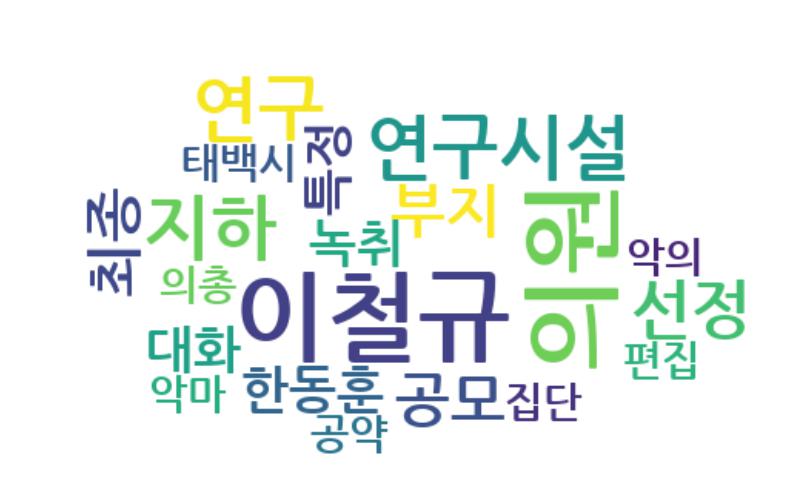 연구
연구시설
태백시
특정
부지
최종
지하
녹취
의원
악의
의총
이철규
선정
대화
편집
악마
한동훈
공모
집단
공약